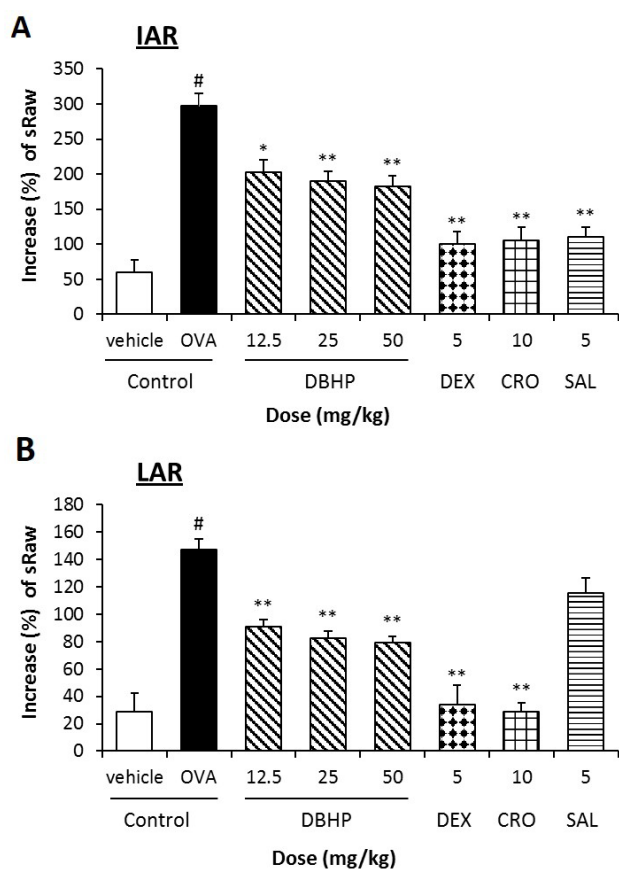 A
IAR
Increase (%) of sRaw
350
300
250
200
150
100
50
0
#
*
**
**
**
**
**
vehicle OVA 12.5 25 50 5 10 5
Control DBHP DEX CRO SAL
Dose (mg/kg)
B
LAR
Increase (%) of sRaw
180
160
140
120
100
80
60
40
20
0
#
**
**
**
**
**
vehicle OVA 12.5 25 50 5 10 5
Control DBHP DEX CRO SAL
Dose (mg/kg)